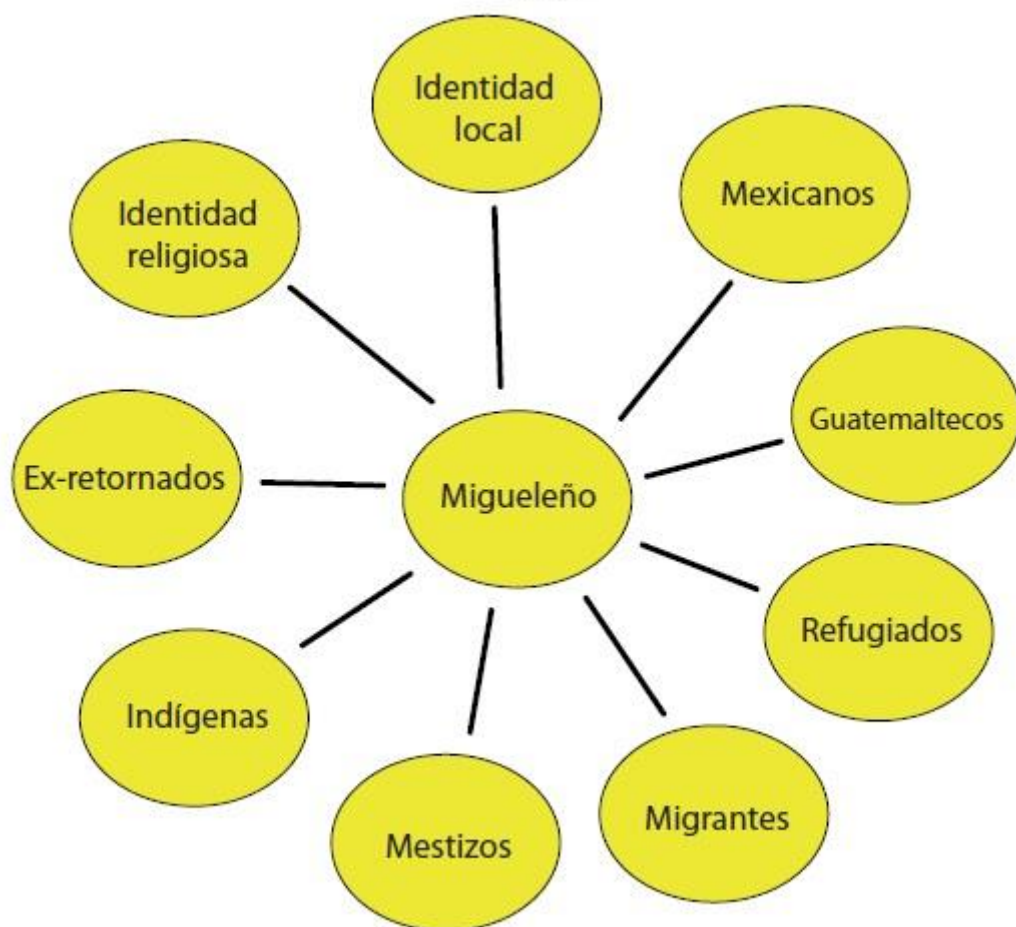 Identidad
local
Mexicanos
Identidad
religiosa
Guatemaltecos
Ex-retornados
Migueleño
Refugiados
Indígenas
Migrantes
Mestizos